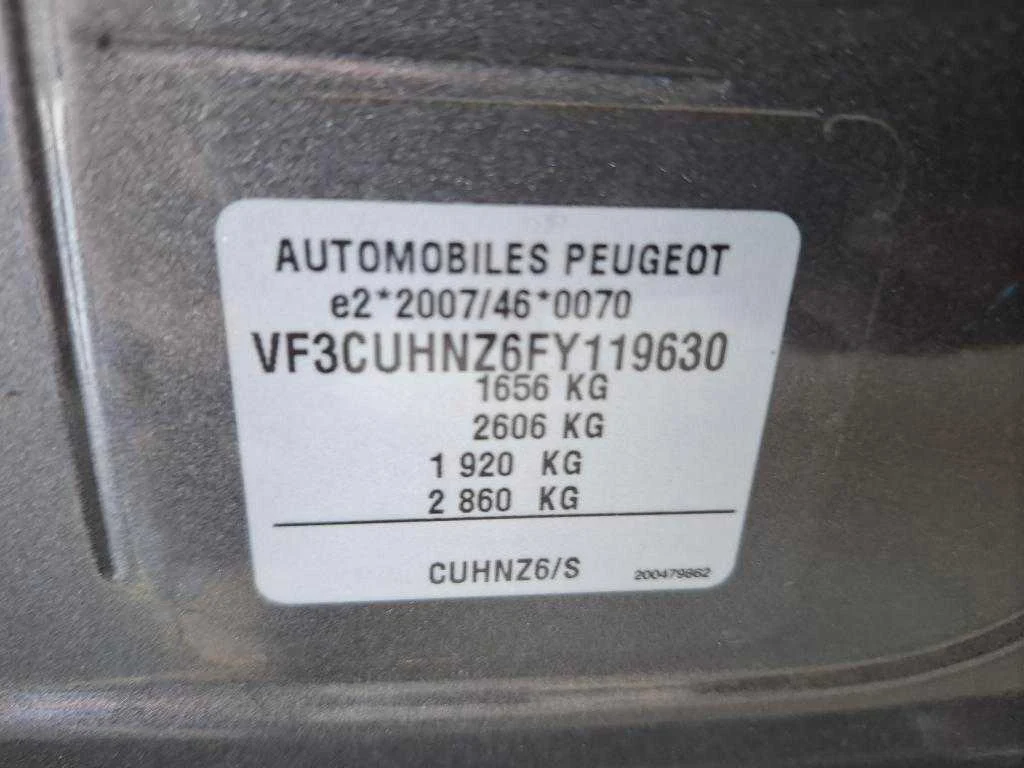 AUTOMOBILES PEUGEOT
e2*2007/46*0070
VF3CUHNZ6FY119630
1656 KG
2606 KG
1 920 KG
2 860 KG
CUHNZ6/S 200479862